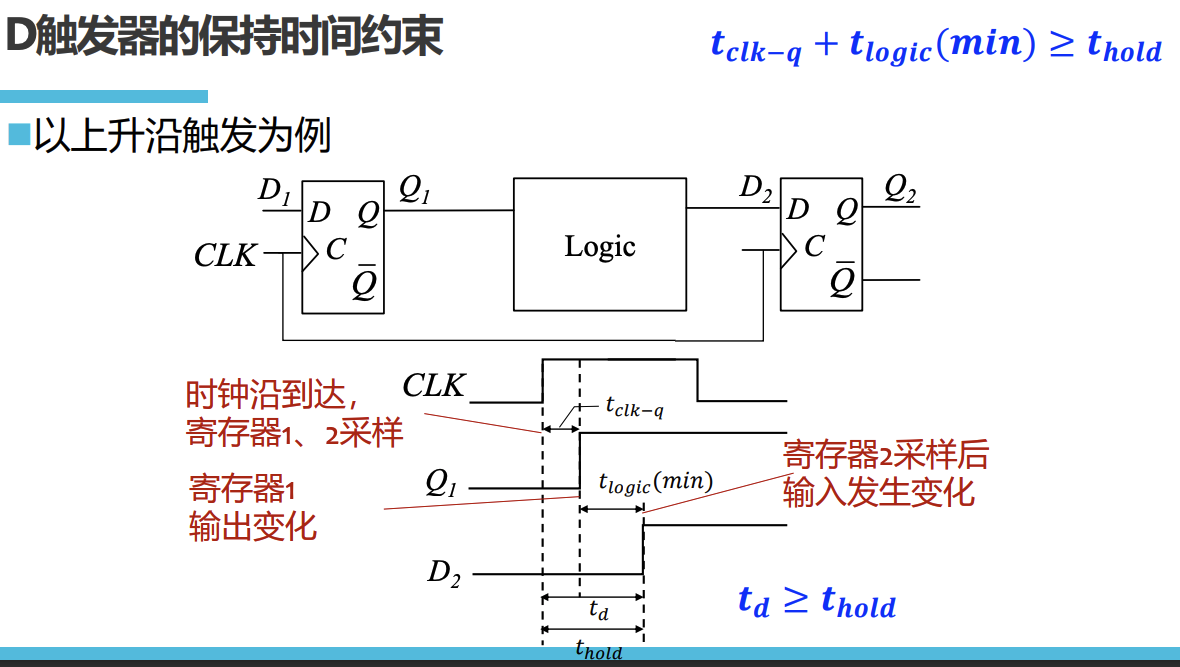 D触发器的保持时间约束
t_{clk-q} + t_{logic}(min) ≥ t_{hold}
以上升沿触发为例
D_1
Q_1
D Q
C
Q̅
CLK
Logic
D_2
Q_2
D Q
C
Q̅
CLK
时钟沿到达，
寄存器1、2采样
t_{clk-q}
寄存器1
输出变化
Q_1
t_{logic}(min)
寄存器2采样后
输入发生变化
D_2
t_d
t_d ≥ t_{hold}
t_{hold}